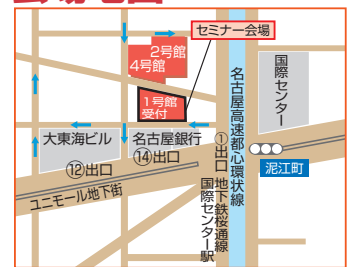 会場地図
セミナー会場
2号館
4号館
1号館
受付
国際センター
名古屋高速都心環状線
大東海ビル
名古屋銀行
⑭出口
⑫出口
①出口
地下鉄桜通線
国際センター駅
泥江町
ユニモール地下街